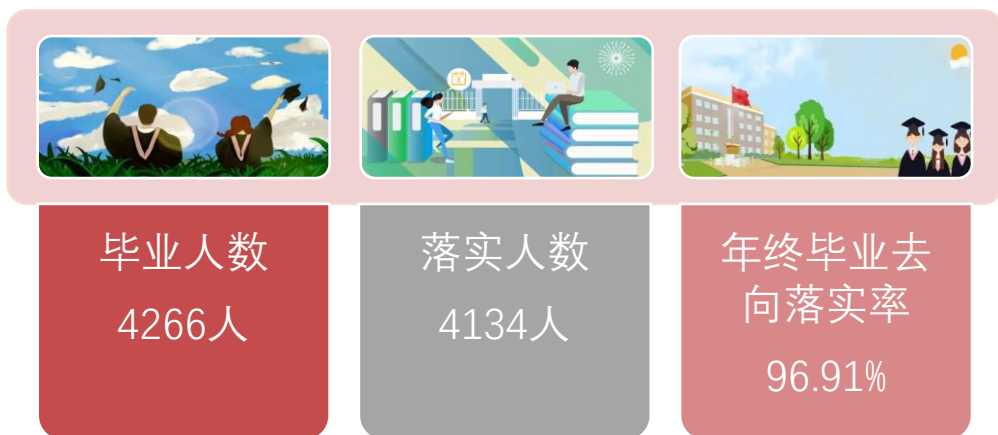 毕业人数
4266人
落实人数
4134人
年终毕业去
向落实率
96.91%